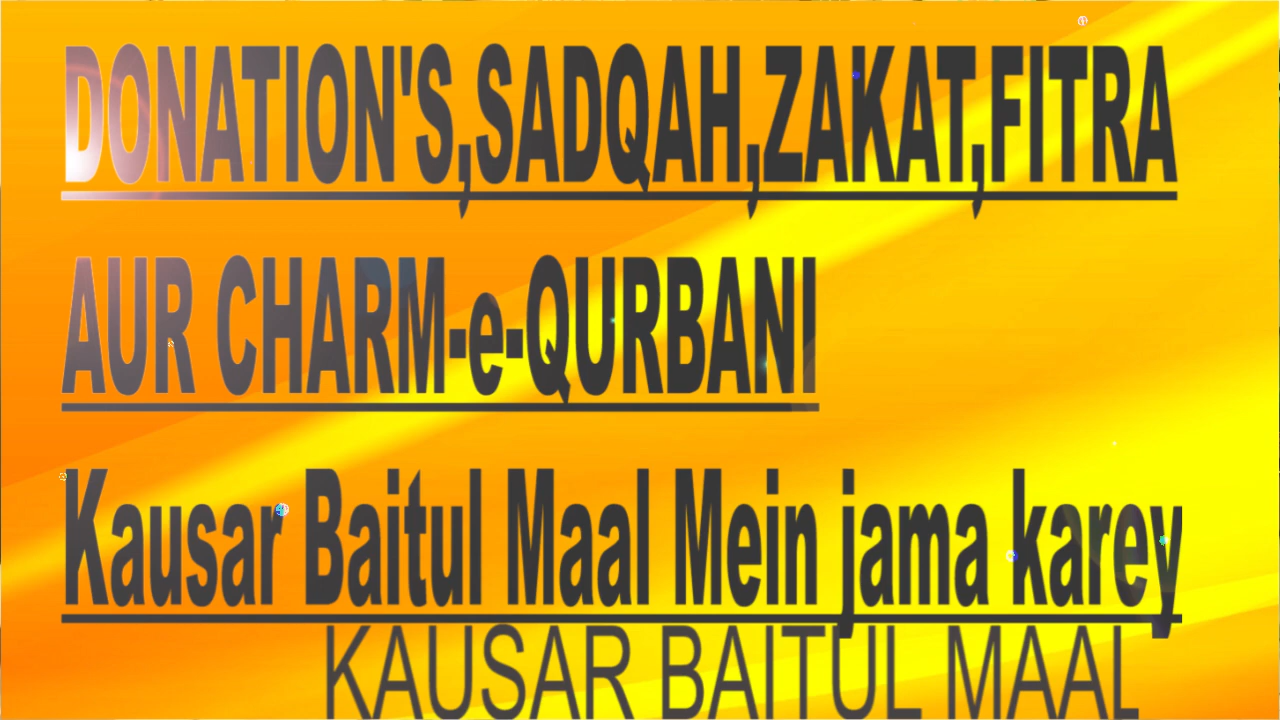 DONATION'S,SADQAH,ZAKAT,FITRA
AUR CHARM-e-QURBANI
Kausar Baitul Maal Mein jama karey
KAUSAR BAITUL MAAL